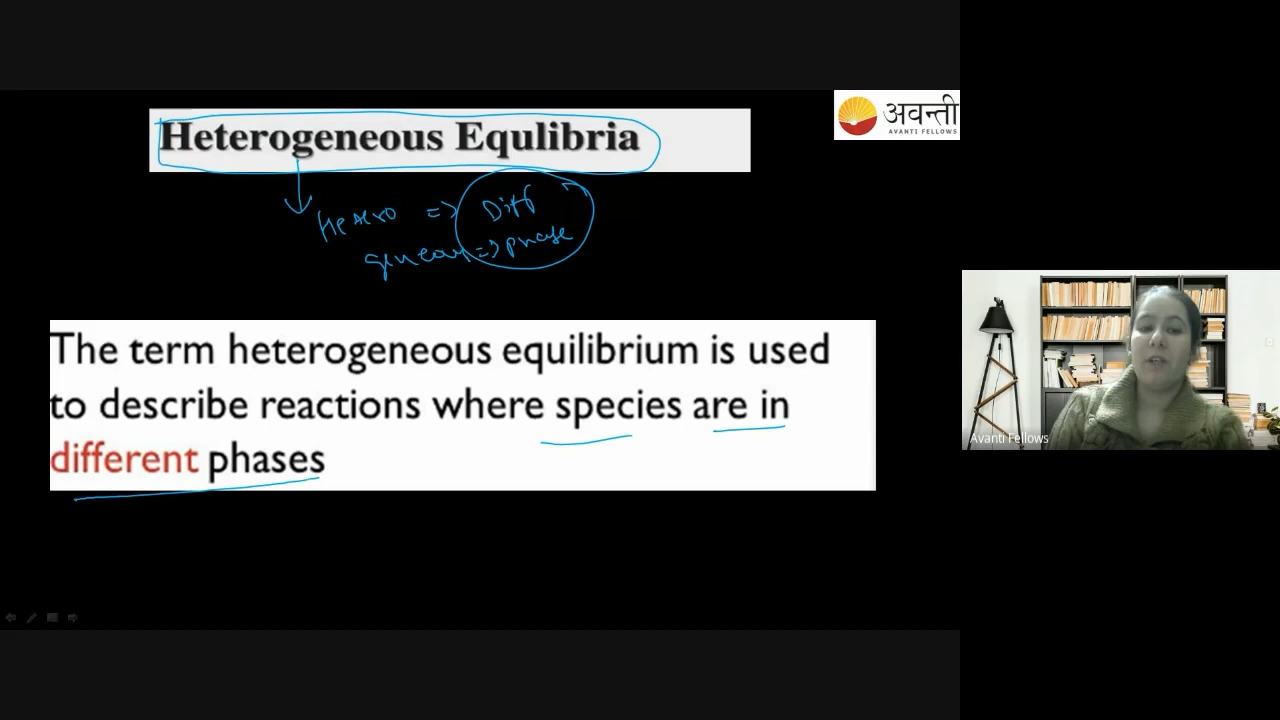 Heterogeneous Equlibria
अवन्ती
AVANTI FELLOWS
Hetero => Diff
=> phase
The term heterogeneous equilibrium is used
to describe reactions where species are in
different phases
Avanti Fellows